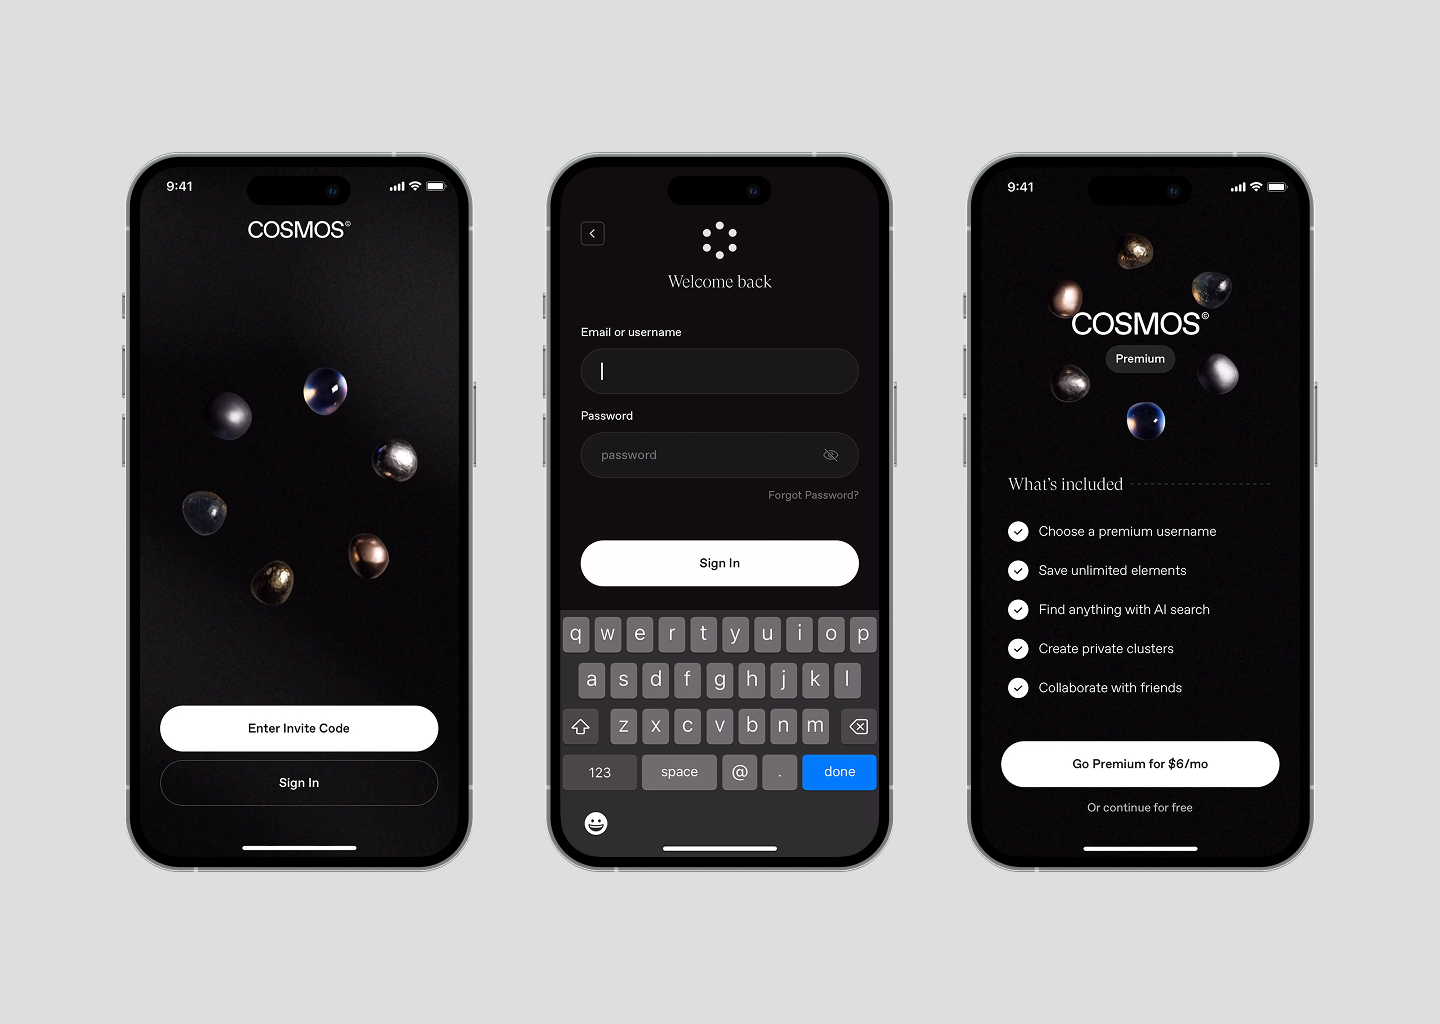 9:41
COSMOS©
Enter Invite Code
Sign In
Welcome back
Email or username
Password
password
Forgot Password?
Sign In
q w e r t y u i o p
a s d f g h j k l
z x c v b n m
123 space @ . done
9:41
COSMOS©
Premium
What's included
Choose a premium username
Save unlimited elements
Find anything with AI search
Create private clusters
Collaborate with friends
Go Premium for $6/mo
Or continue for free